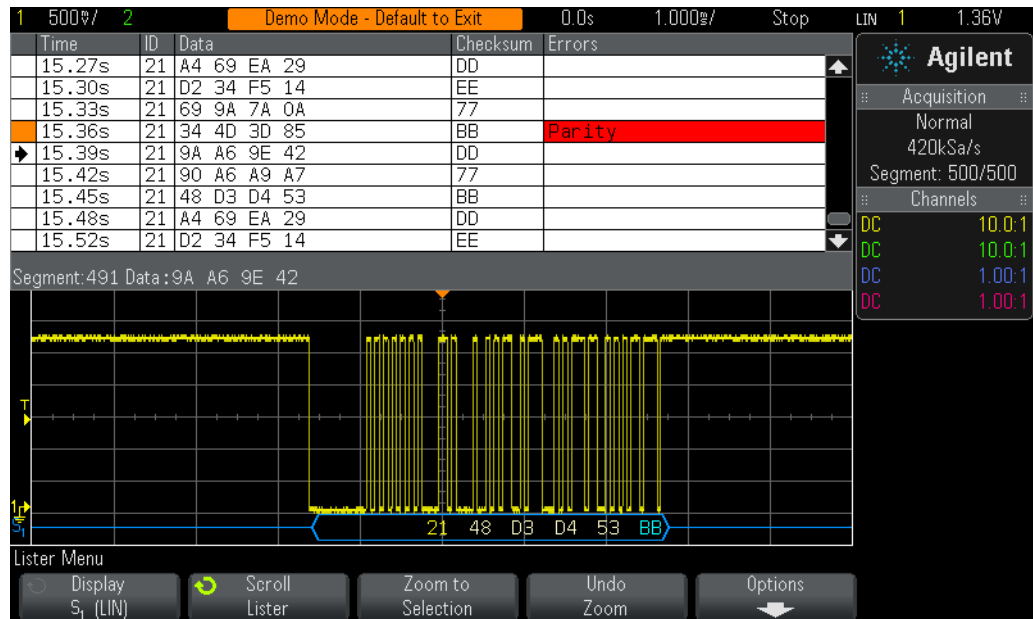 1 500mV/ 2 Demo Mode - Default to Exit 0.0s 1.000s/ Stop LIN 1 1.36V
Time ID Data Checksum Errors
15.27s 21 A4 69 EA 29 DD
15.30s 21 D2 34 F5 14 EE
15.33s 21 69 9A 7A 0A 77
15.36s 21 34 4D 3D 85 BB Parity
15.39s 21 9A A6 9E 42 DD
15.42s 21 90 A6 A9 A7 77
15.45s 21 48 D3 D4 53 BB
15.48s 21 A4 69 EA 29 DD
15.52s 21 D2 34 F5 14 EE
Segment:491 Data:9A A6 9E 42
Agilent
Acquisition
Normal
420kSa/s
Segment: 500/500
Channels
DC 10.0:1
DC 10.0:1
DC 1.00:1
DC 1.00:1
T
1
S1
21 48 D3 D4 53 BB
Lister Menu
Display
S1 (LIN)
Scroll
Lister
Zoom to
Selection
Undo
Zoom
Options